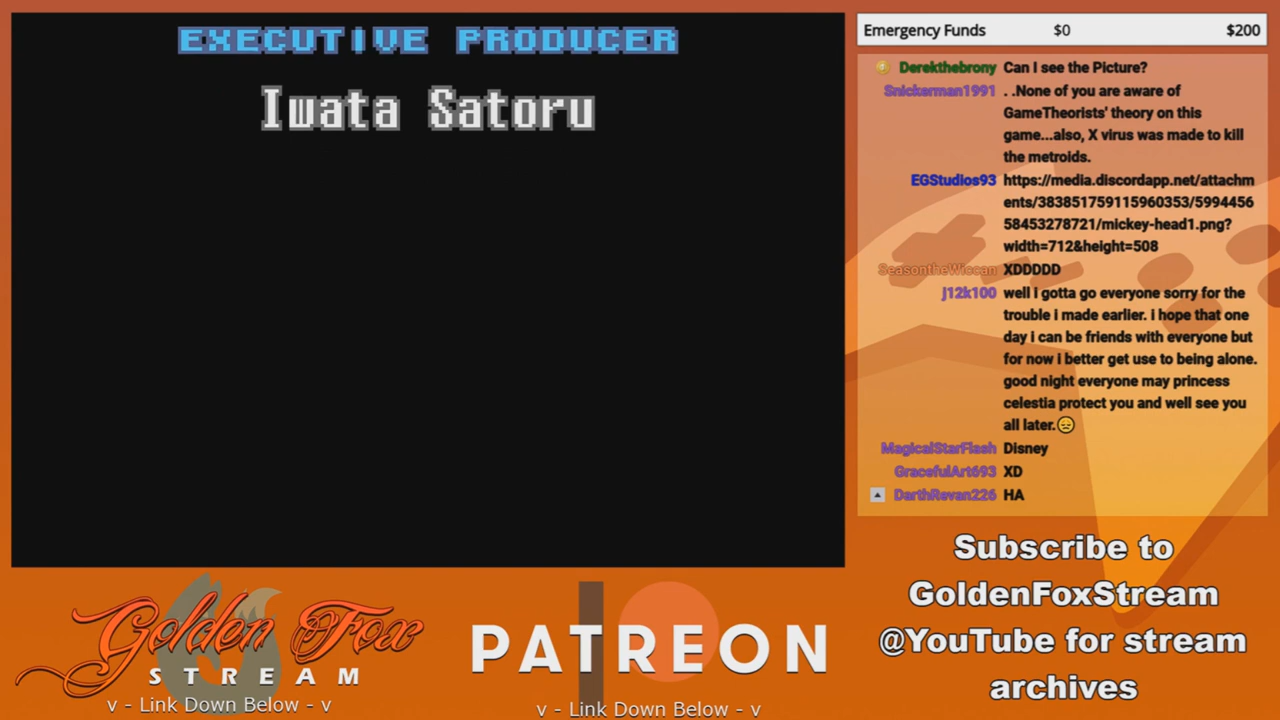 EXECUTIVE PRODUCER
Iwata Satoru
Emergency Funds $0 $200
Derekthebrony Can I see the Picture?
Snickerman1991 . .None of you are aware of
GameTheorists' theory on this
game...also, X virus was made to kill
the metroids.
EGStudios93 https://media.discordapp.net/attachm
ents/383851759115960353/5994456
58453278721/mickey-head1.png?
width=712&height=508
SeasontheWiccan XDDDDD
j12k100 well i gotta go everyone sorry for the
trouble i made earlier. i hope that one
day i can be friends with everyone but
for now i better get use to being alone.
good night everyone may princess
celestia protect you and well see you
all later.😔
MagicalStarFlash Disney
GracefulArt693 XD
DarthRevan226 HA
Subscribe to
GoldenFoxStream
@YouTube for stream
archives
Golden Fox
STREAM
v - Link Down Below - v
PATREON
v - Link Down Below - v